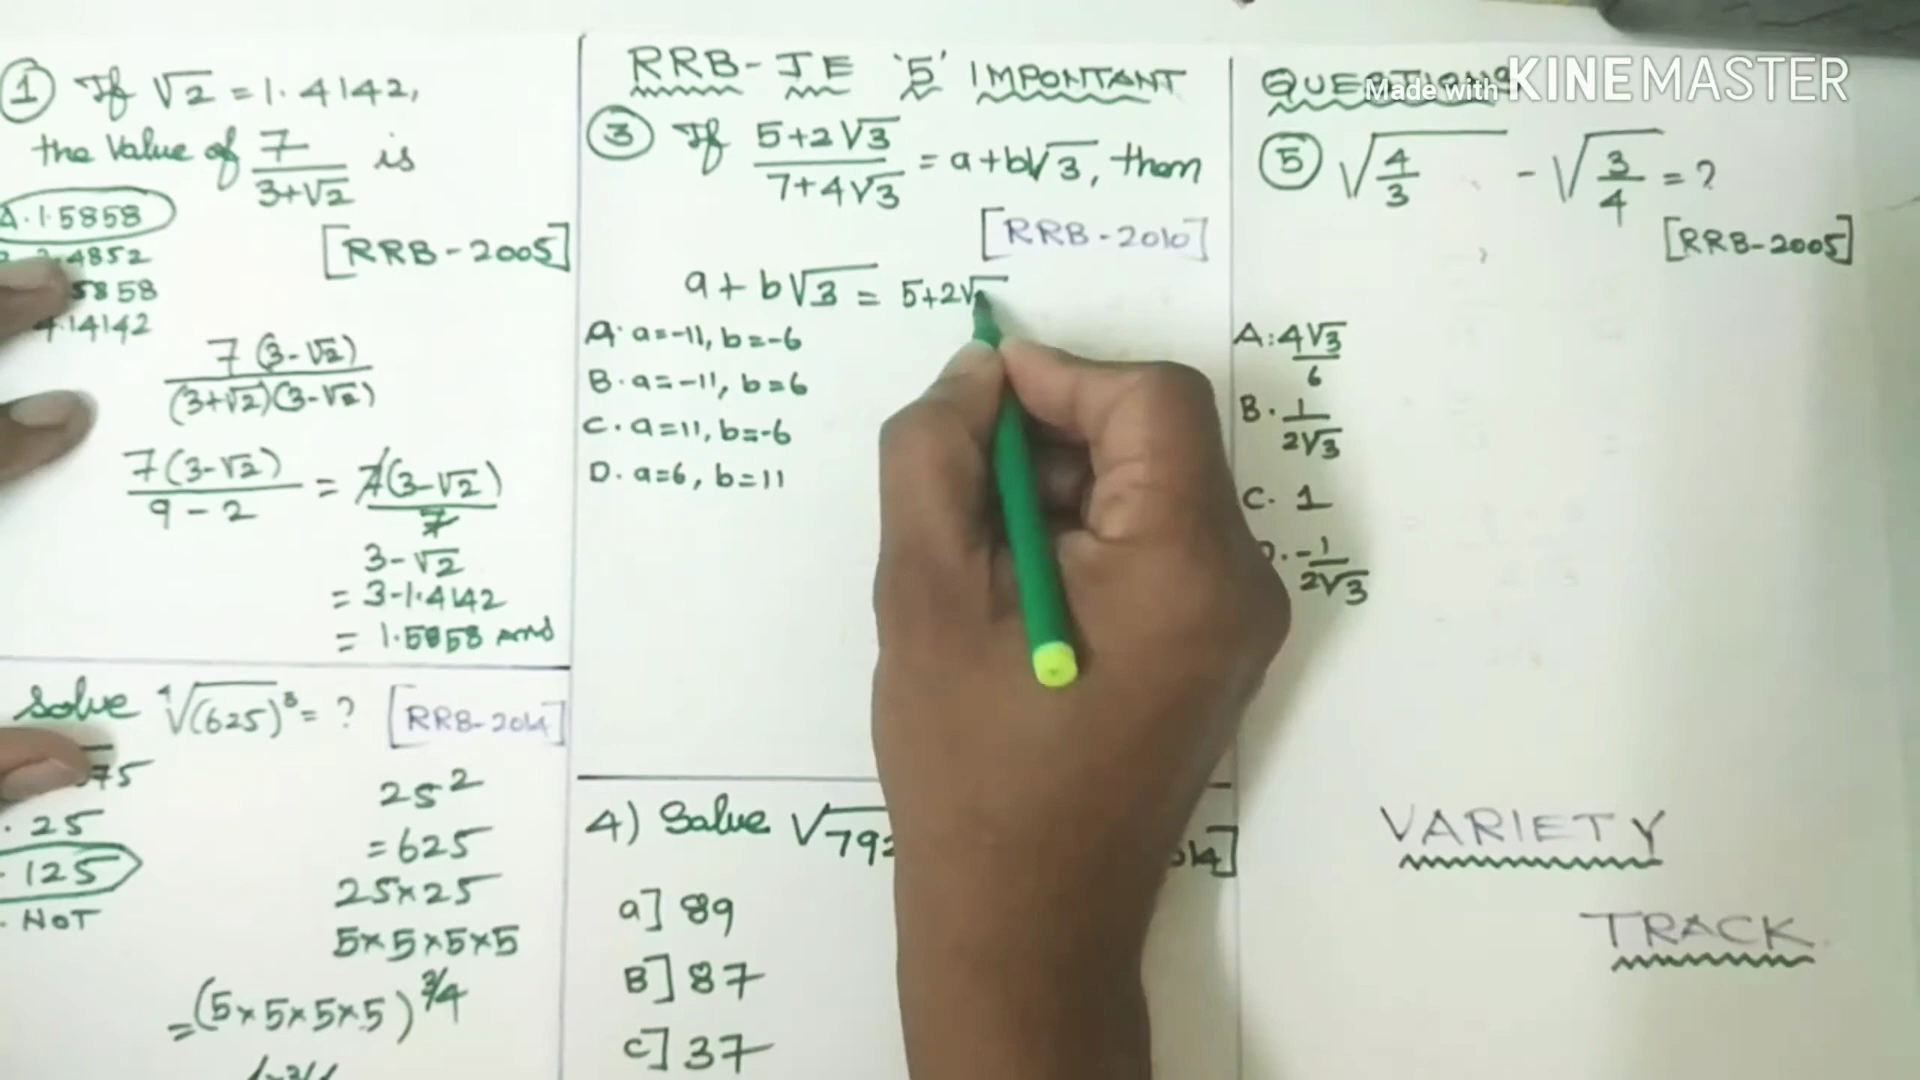 RRB-JE '5' IMPONTANT QUESTIONS
Made with KINEMASTER
① If √2 = 1.4142,
the Value of 7/(3+√2) is
A. 1.5858
[RRB-2005]
4852
5858
4.14142
7(3-√2)/(3+√2)(3-√2)
7(3-√2)/(9-2) = 7(3-√2)/7
3-√2
= 3-1.4142
= 1.5858 and
Solve ⁴√(625)³ = ? [RRB-2014]
75
. 25
. 125
. NOT
25²
= 625
25×25
5×5×5×5
= (5×5×5×5)^3/4
③ If (5+2√3)/(7+4√3) = a+b√3, then
[RRB-2010]
a+b√3 = 5+2√
A. a=-11, b=-6
B. a=-11, b=6
C. a=11, b=-6
D. a=6, b=11
4) Solve √792 014]
a] 89
B] 87
C] 37
⑤ √4/3 - √3/4 = ?
[RRB-2005]
A: 4√3/6
B. 1/2√3
C. 1
D. -1/2√3
VARIETY
TRACK